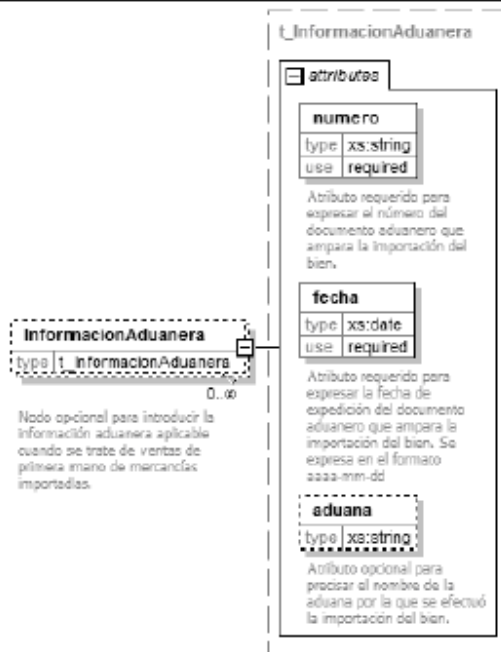 t_InformacionAduanera
attributes
numero
type xs:string
use required
Atributo requerido para
expresar el número del
documento aduanero que
ampara la importación del
bien.
fecha
type xs:date
use required
Atributo requerido para
expresar la fecha de
expedición del documento
aduanero que ampara la
importación del bien. Se
expresa en el formato
aaaa-mm-dd
aduana
type xs:string
Atributo opcional para
precisar el nombre de la
aduana por la que se efectuó
la importación del bien.
InformacionAduanera
type t_InformacionAduanera
0..∞
Nodo opcional para introducir la
información aduanera aplicable
cuando se trate de ventas de
primera mano de mercancías
importadas.